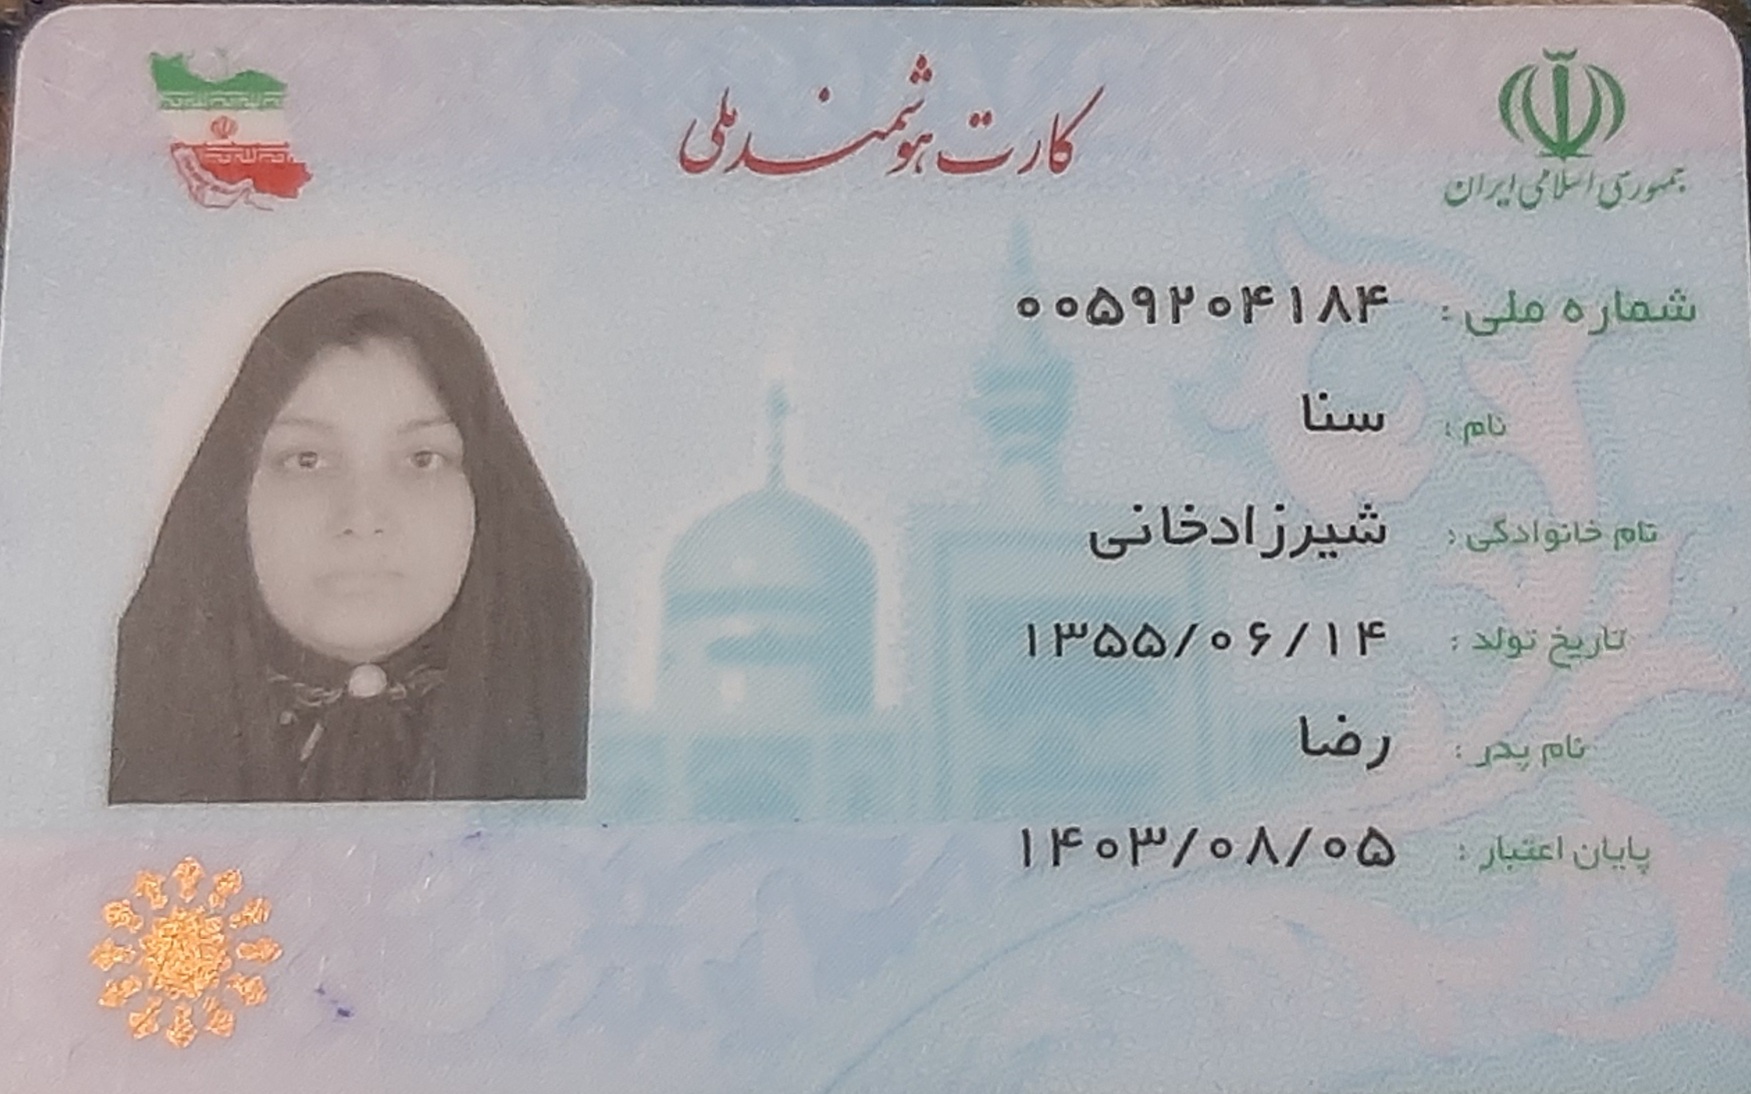 کارت هوشمند ملی
جمهوری اسلامی ایران
شماره ملی : ۰۰۵۹۲۰۴۱۸۴
نام : سنا
نام خانوادگی : شیرزادخانی
تاریخ تولد : ۱۳۵۵/۰۶/۱۴
نام پدر : رضا
پایان اعتبار : ۱۴۰۳/۰۸/۰۵